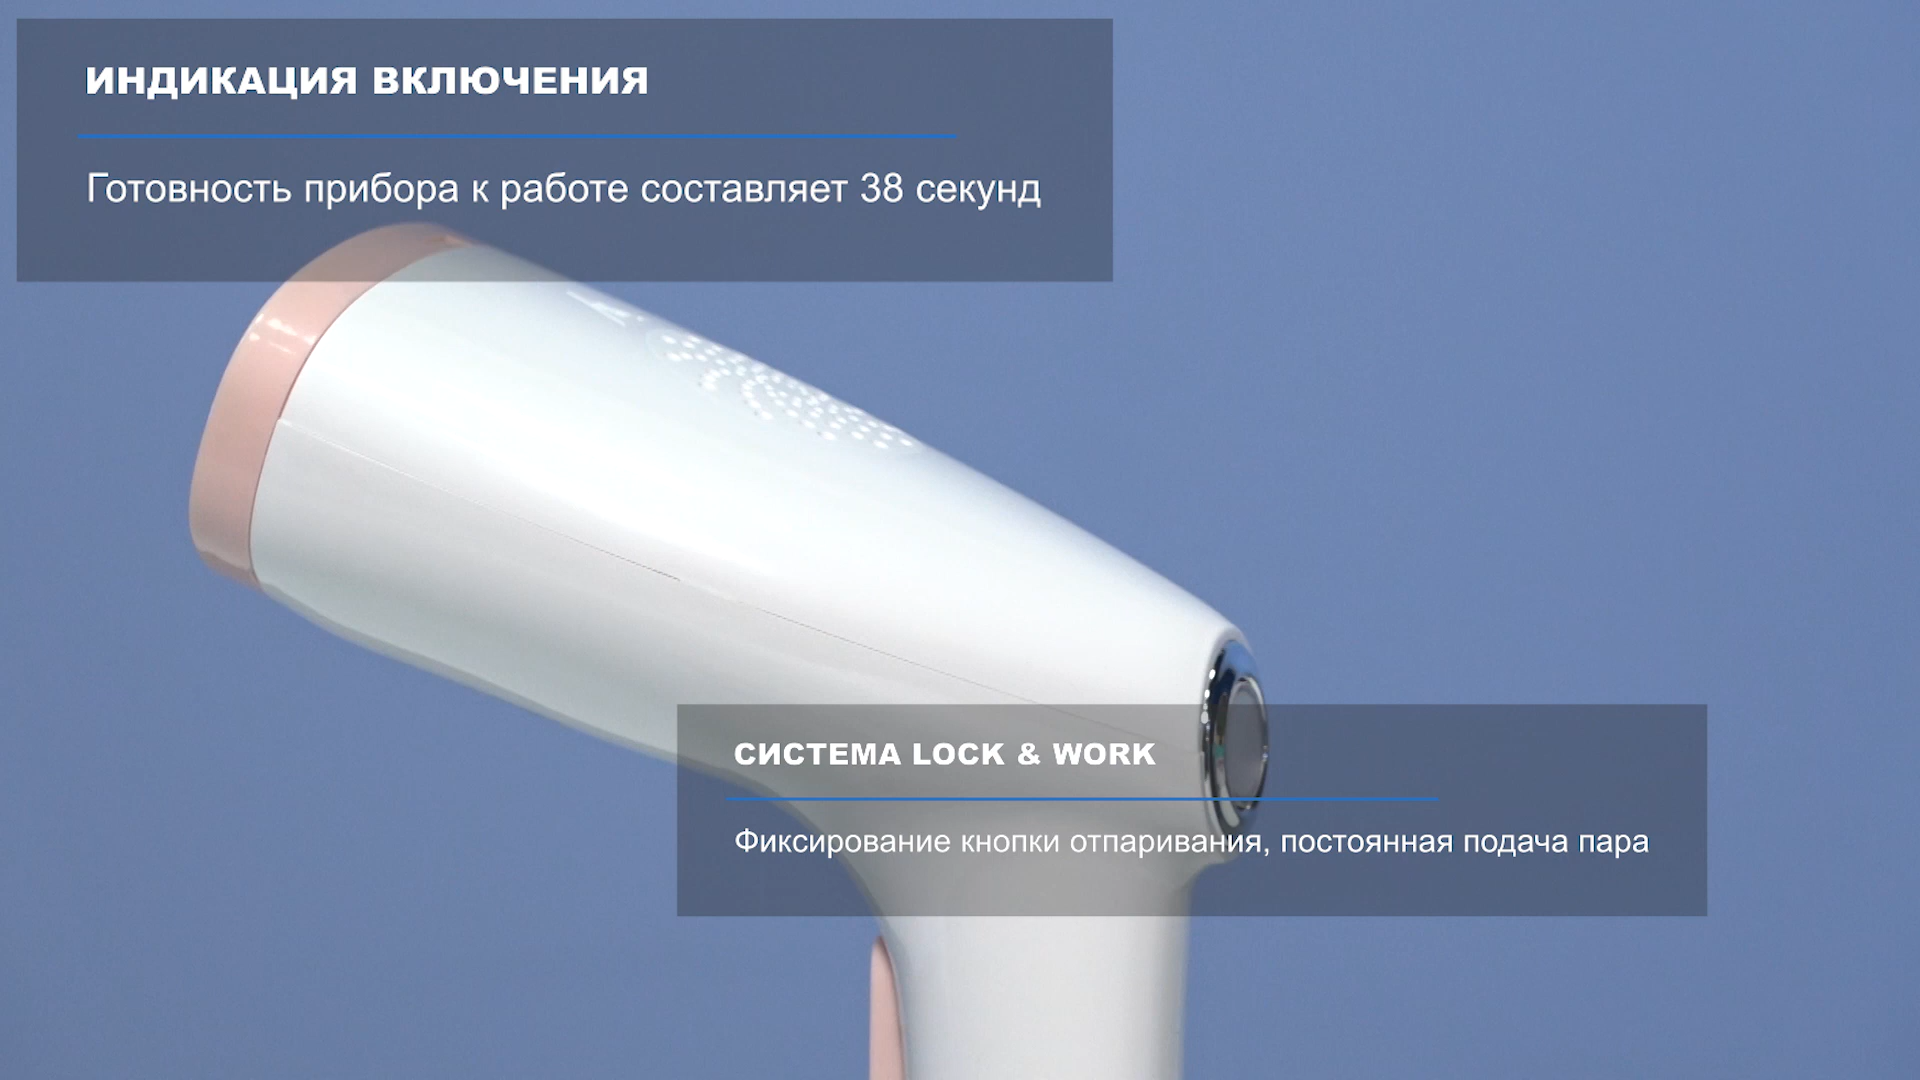 ИНДИКАЦИЯ ВКЛЮЧЕНИЯ
Готовность прибора к работе составляет 38 секунд
СИСТЕМА LOCK & WORK
Фиксирование кнопки отпаривания, постоянная подача пара